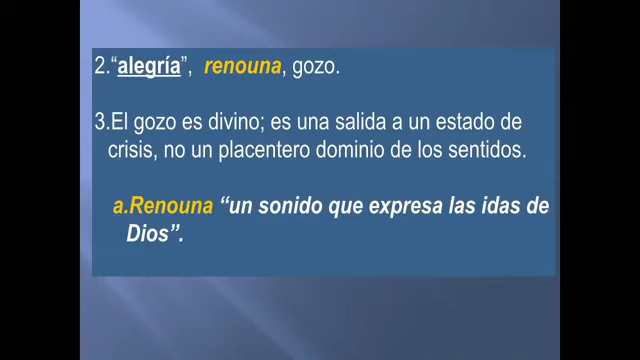 2.“alegría”, renouna, gozo.
3.El gozo es divino; es una salida a un estado de
crisis, no un placentero dominio de los sentidos.
a.Renouna “un sonido que expresa las idas de
Dios”.